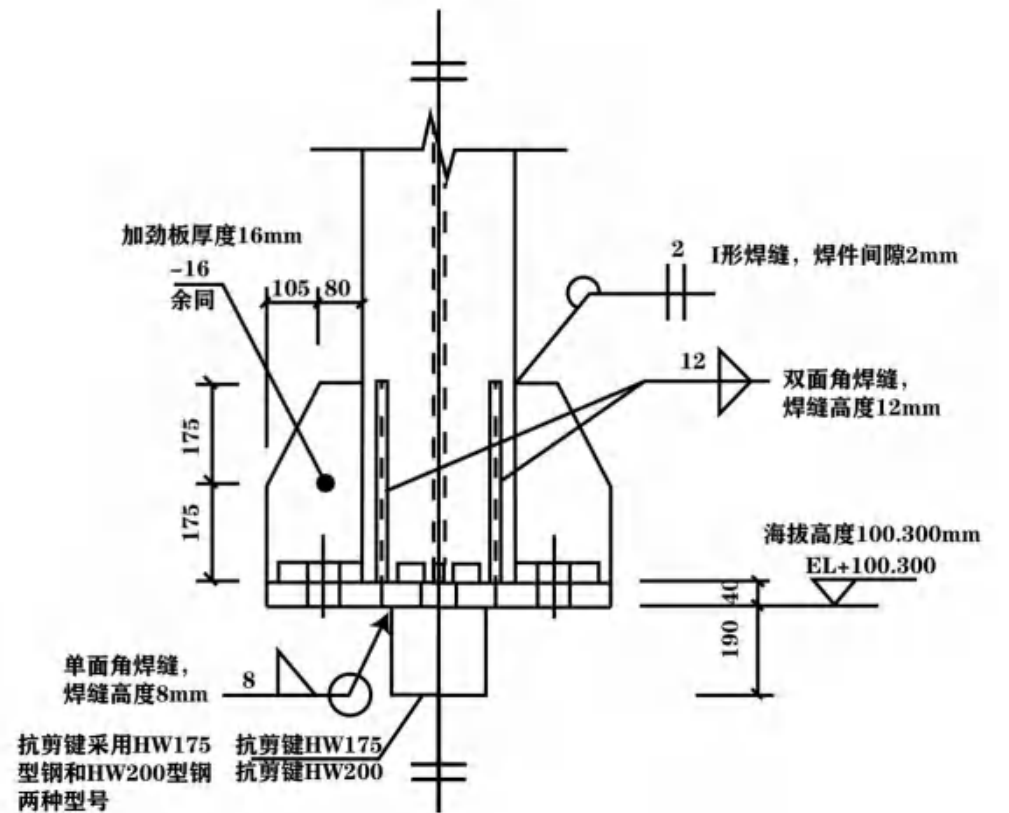 加劲板厚度16mm
-16
余同
105
80
2
I形焊缝，焊件间隙2mm
12
双面角焊缝，
焊缝高度12mm
175
175
海拔高度100.300mm
EL+100.300
40
190
单面角焊缝，
焊缝高度8mm
8
抗剪键采用HW175
型钢和HW200型钢
两种型号
抗剪键HW175
抗剪键HW200